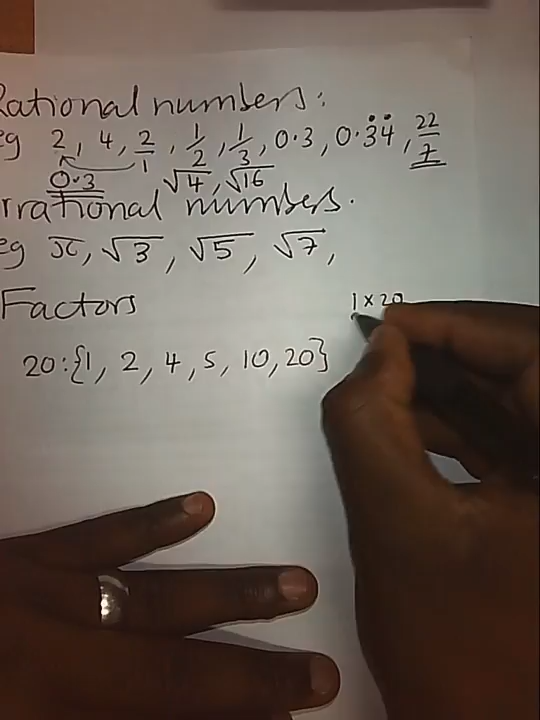 Rational numbers:
eg 2, 4, 2/1, 1/2, 1/3, 0.3, 0.3̇4̇, 22/7
0.3 √4, √16
rrational numbers.
eg π, √3, √5, √7,
Factors
1 × 20
20:{1, 2, 4, 5, 10, 20}